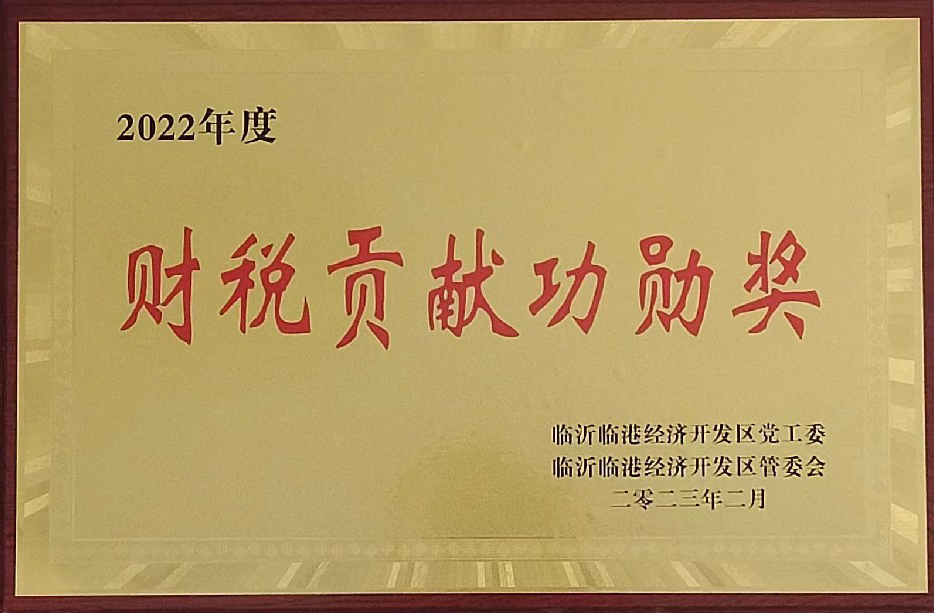 2022年度
财税贡献功勋奖
临沂临港经济开发区党工委
临沂临港经济开发区管委会
二零二三年二月